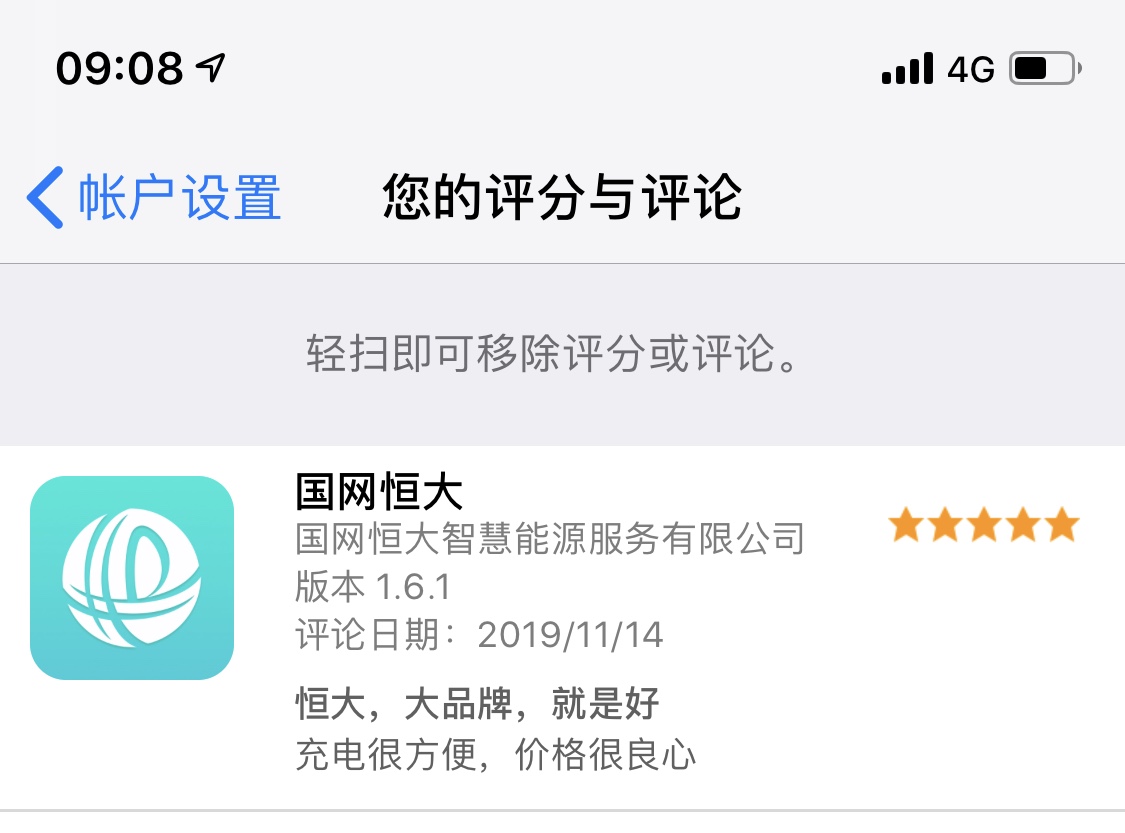 09:08 4G
帐户设置 您的评分与评论
轻扫即可移除评分或评论。
国网恒大
国网恒大智慧能源服务有限公司
版本 1.6.1
评论日期：2019/11/14
恒大，大品牌，就是好
充电很方便，价格很良心